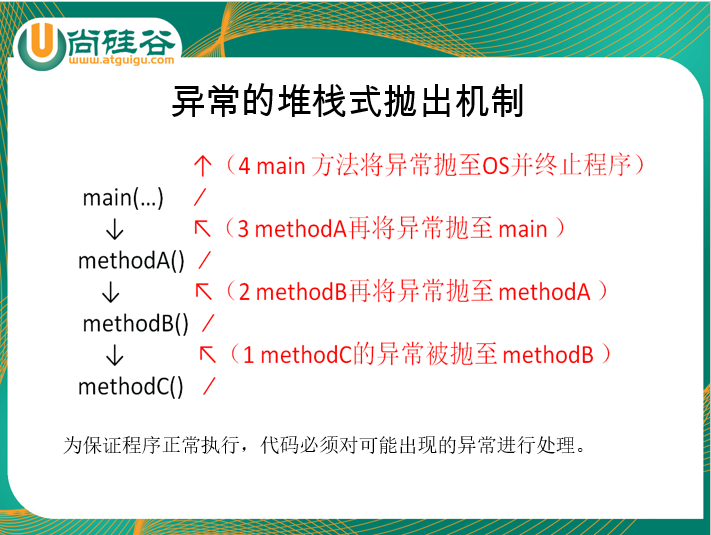 尚硅谷
www.atguigu.com
异常的堆栈式抛出机制
↑（4 main 方法将异常抛至OS并终止程序）
main(…) /
↓ ↖（3 methodA再将异常抛至 main ）
methodA() /
↓ ↖（2 methodB再将异常抛至 methodA ）
methodB() /
↓ ↖（1 methodC的异常被抛至 methodB ）
methodC() /
为保证程序正常执行，代码必须对可能出现的异常进行处理。